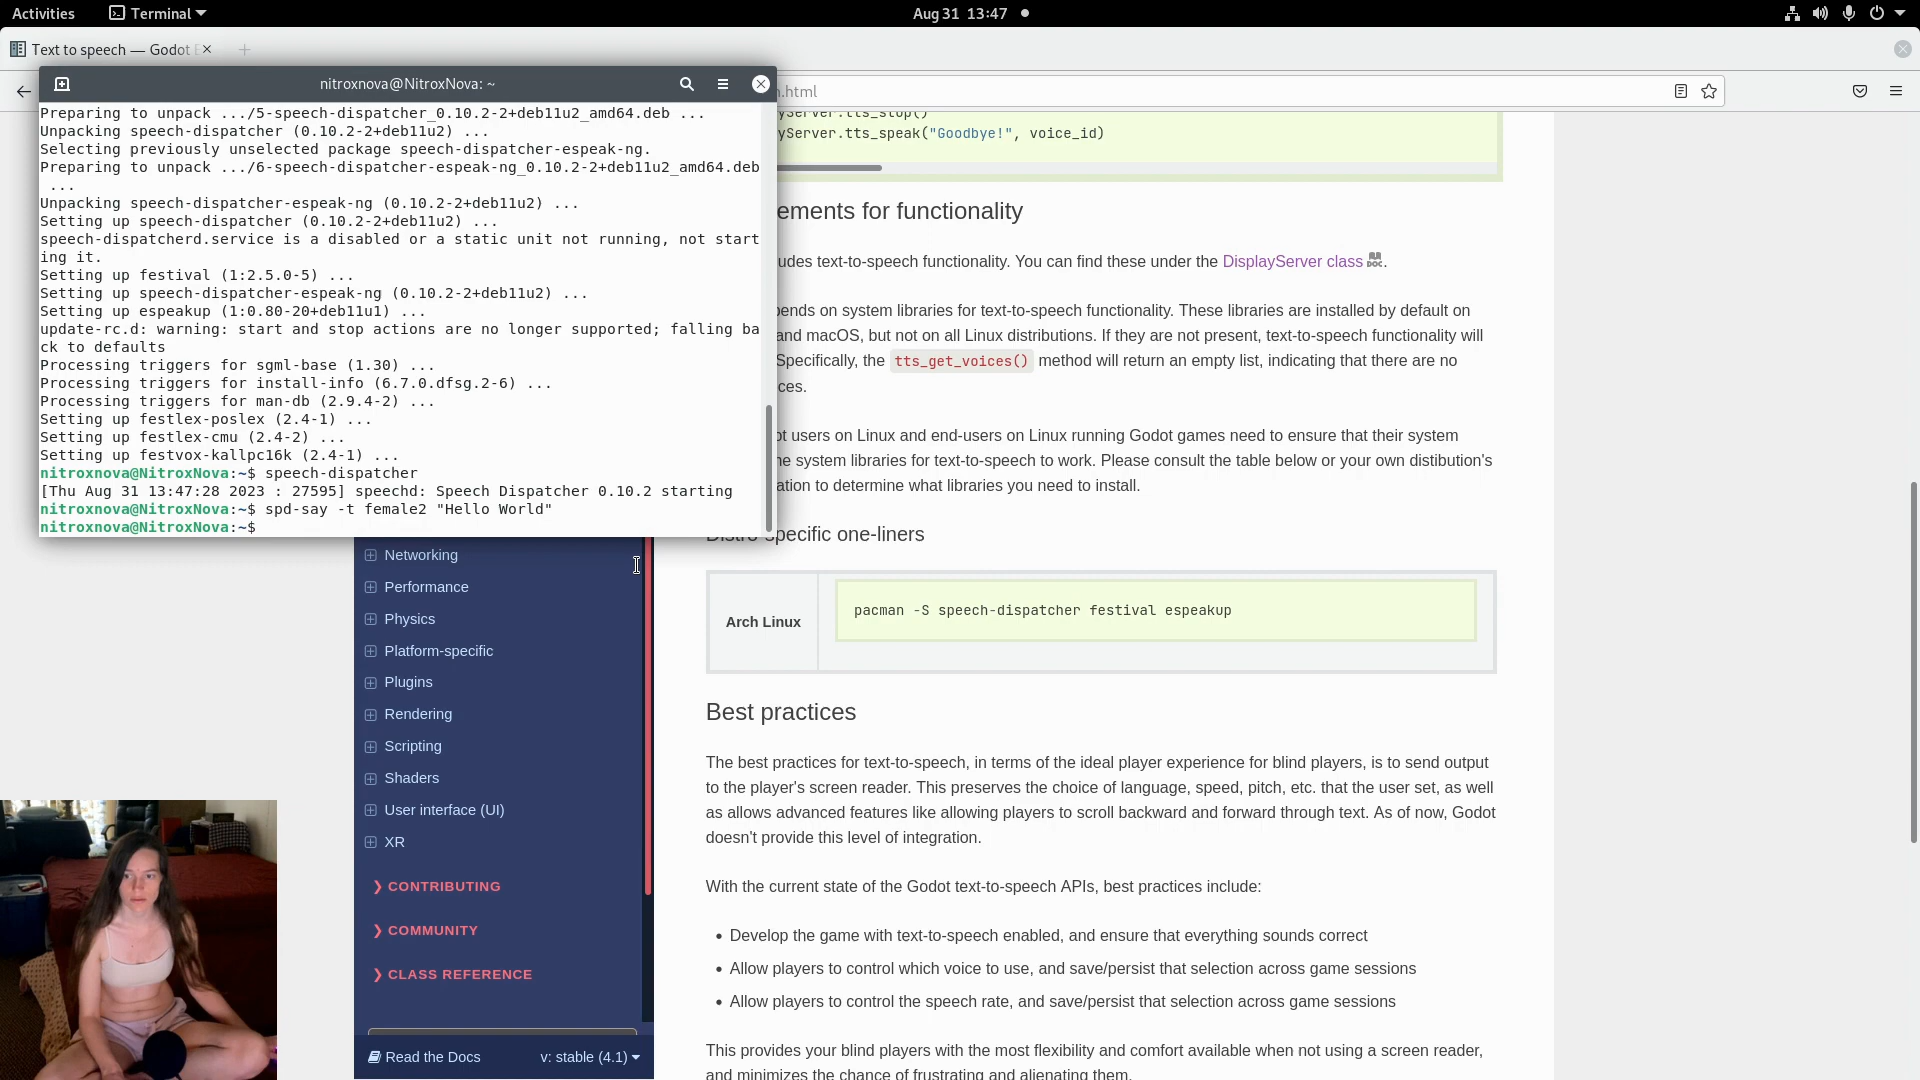 Activities
Terminal
Aug 31 13:47
Text to speech — Godot
nitroxnova@NitroxNova: ~
.html
Preparing to unpack .../5-speech-dispatcher_0.10.2-2+deb11u2_amd64.deb ...
Unpacking speech-dispatcher (0.10.2-2+deb11u2) ...
Selecting previously unselected package speech-dispatcher-espeak-ng.
Preparing to unpack .../6-speech-dispatcher-espeak-ng_0.10.2-2+deb11u2_amd64.deb
...
Unpacking speech-dispatcher-espeak-ng (0.10.2-2+deb11u2) ...
Setting up speech-dispatcher (0.10.2-2+deb11u2) ...
speech-dispatcherd.service is a disabled or a static unit not running, not start
ing it.
Setting up festival (1:2.5.0-5) ...
Setting up speech-dispatcher-espeak-ng (0.10.2-2+deb11u2) ...
Setting up espeakup (1:0.80-20+deb11u1) ...
update-rc.d: warning: start and stop actions are no longer supported; falling ba
ck to defaults
Processing triggers for sgml-base (1.30) ...
Processing triggers for install-info (6.7.0.dfsg.2-6) ...
Processing triggers for man-db (2.9.4-2) ...
Setting up festlex-poslex (2.4-1) ...
Setting up festlex-cmu (2.4-2) ...
Setting up festvox-kallpc16k (2.4-1) ...
nitroxnova@NitroxNova:~$ speech-dispatcher
[Thu Aug 31 13:47:28 2023 : 27595] speechd: Speech Dispatcher 0.10.2 starting
nitroxnova@NitroxNova:~$ spd-say -t female2 "Hello World"
nitroxnova@NitroxNova:~$
Networking
Performance
Physics
Platform-specific
Plugins
Rendering
Scripting
Shaders
User interface (UI)
XR
CONTRIBUTING
COMMUNITY
CLASS REFERENCE
Read the Docs
v: stable (4.1)
yServer.tts_stop()
yServer.tts_speak("Goodbye!", voice_id)
ements for functionality
udes text-to-speech functionality. You can find these under the DisplayServer class.
ends on system libraries for text-to-speech functionality. These libraries are installed by default on
and macOS, but not on all Linux distributions. If they are not present, text-to-speech functionality will
Specifically, the tts_get_voices() method will return an empty list, indicating that there are no
ces.
ot users on Linux and end-users on Linux running Godot games need to ensure that their system
he system libraries for text-to-speech to work. Please consult the table below or your own distibution's
ation to determine what libraries you need to install.
Distro-specific one-liners
Arch Linux
pacman -S speech-dispatcher festival espeakup
Best practices
The best practices for text-to-speech, in terms of the ideal player experience for blind players, is to send output
to the player's screen reader. This preserves the choice of language, speed, pitch, etc. that the user set, as well
as allows advanced features like allowing players to scroll backward and forward through text. As of now, Godot
doesn't provide this level of integration.
With the current state of the Godot text-to-speech APIs, best practices include:
• Develop the game with text-to-speech enabled, and ensure that everything sounds correct
• Allow players to control which voice to use, and save/persist that selection across game sessions
• Allow players to control the speech rate, and save/persist that selection across game sessions
This provides your blind players with the most flexibility and comfort available when not using a screen reader,
and minimizes the chance of frustrating and alienating them.